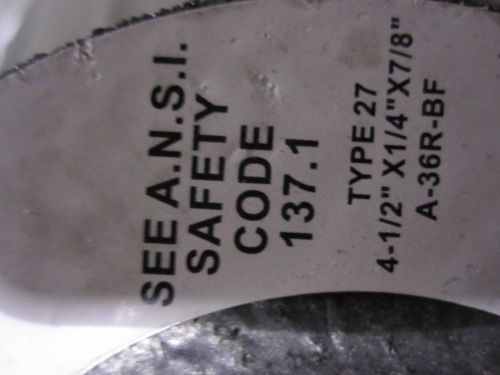 SEE A.N.S.I.
SAFETY
CODE
137.1
TYPE 27
4-1/2" X1/4"X7/8"
A-36R-BF